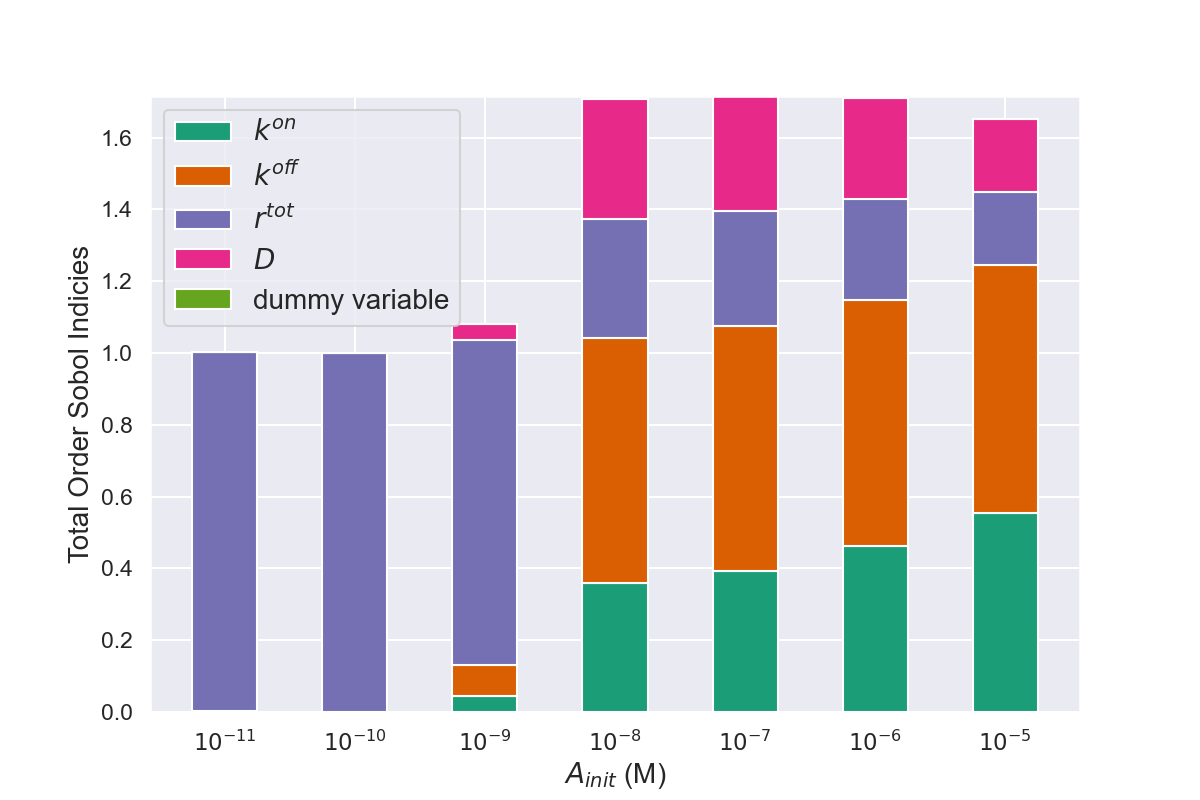 Total Order Sobol Indicies
1.6
1.4
1.2
1.0
0.8
0.6
0.4
0.2
0.0
k^{on}
k^{off}
r^{tot}
D
dummy variable
10^{-11} 10^{-10} 10^{-9} 10^{-8} 10^{-7} 10^{-6} 10^{-5}
A_{init} (M)